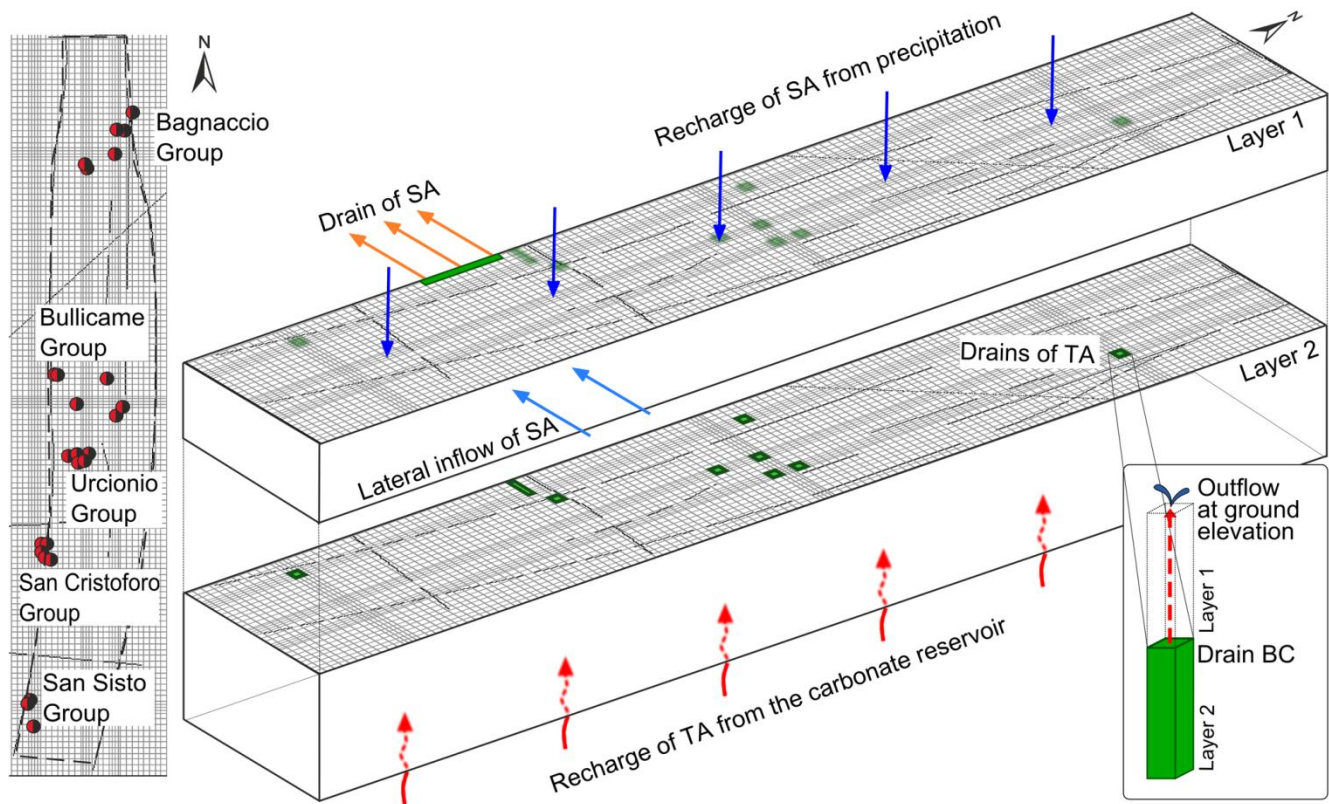 N
Bagnaccio
Group
Bullicame
Group
Urcionio
Group
San Cristoforo
Group
San Sisto
Group
N
Recharge of SA from precipitation
Layer 1
Drain of SA
Lateral inflow of SA
Drains of TA
Layer 2
Recharge of TA from the carbonate reservoir
Outflow
at ground
elevation
Layer 1
Drain BC
Layer 2